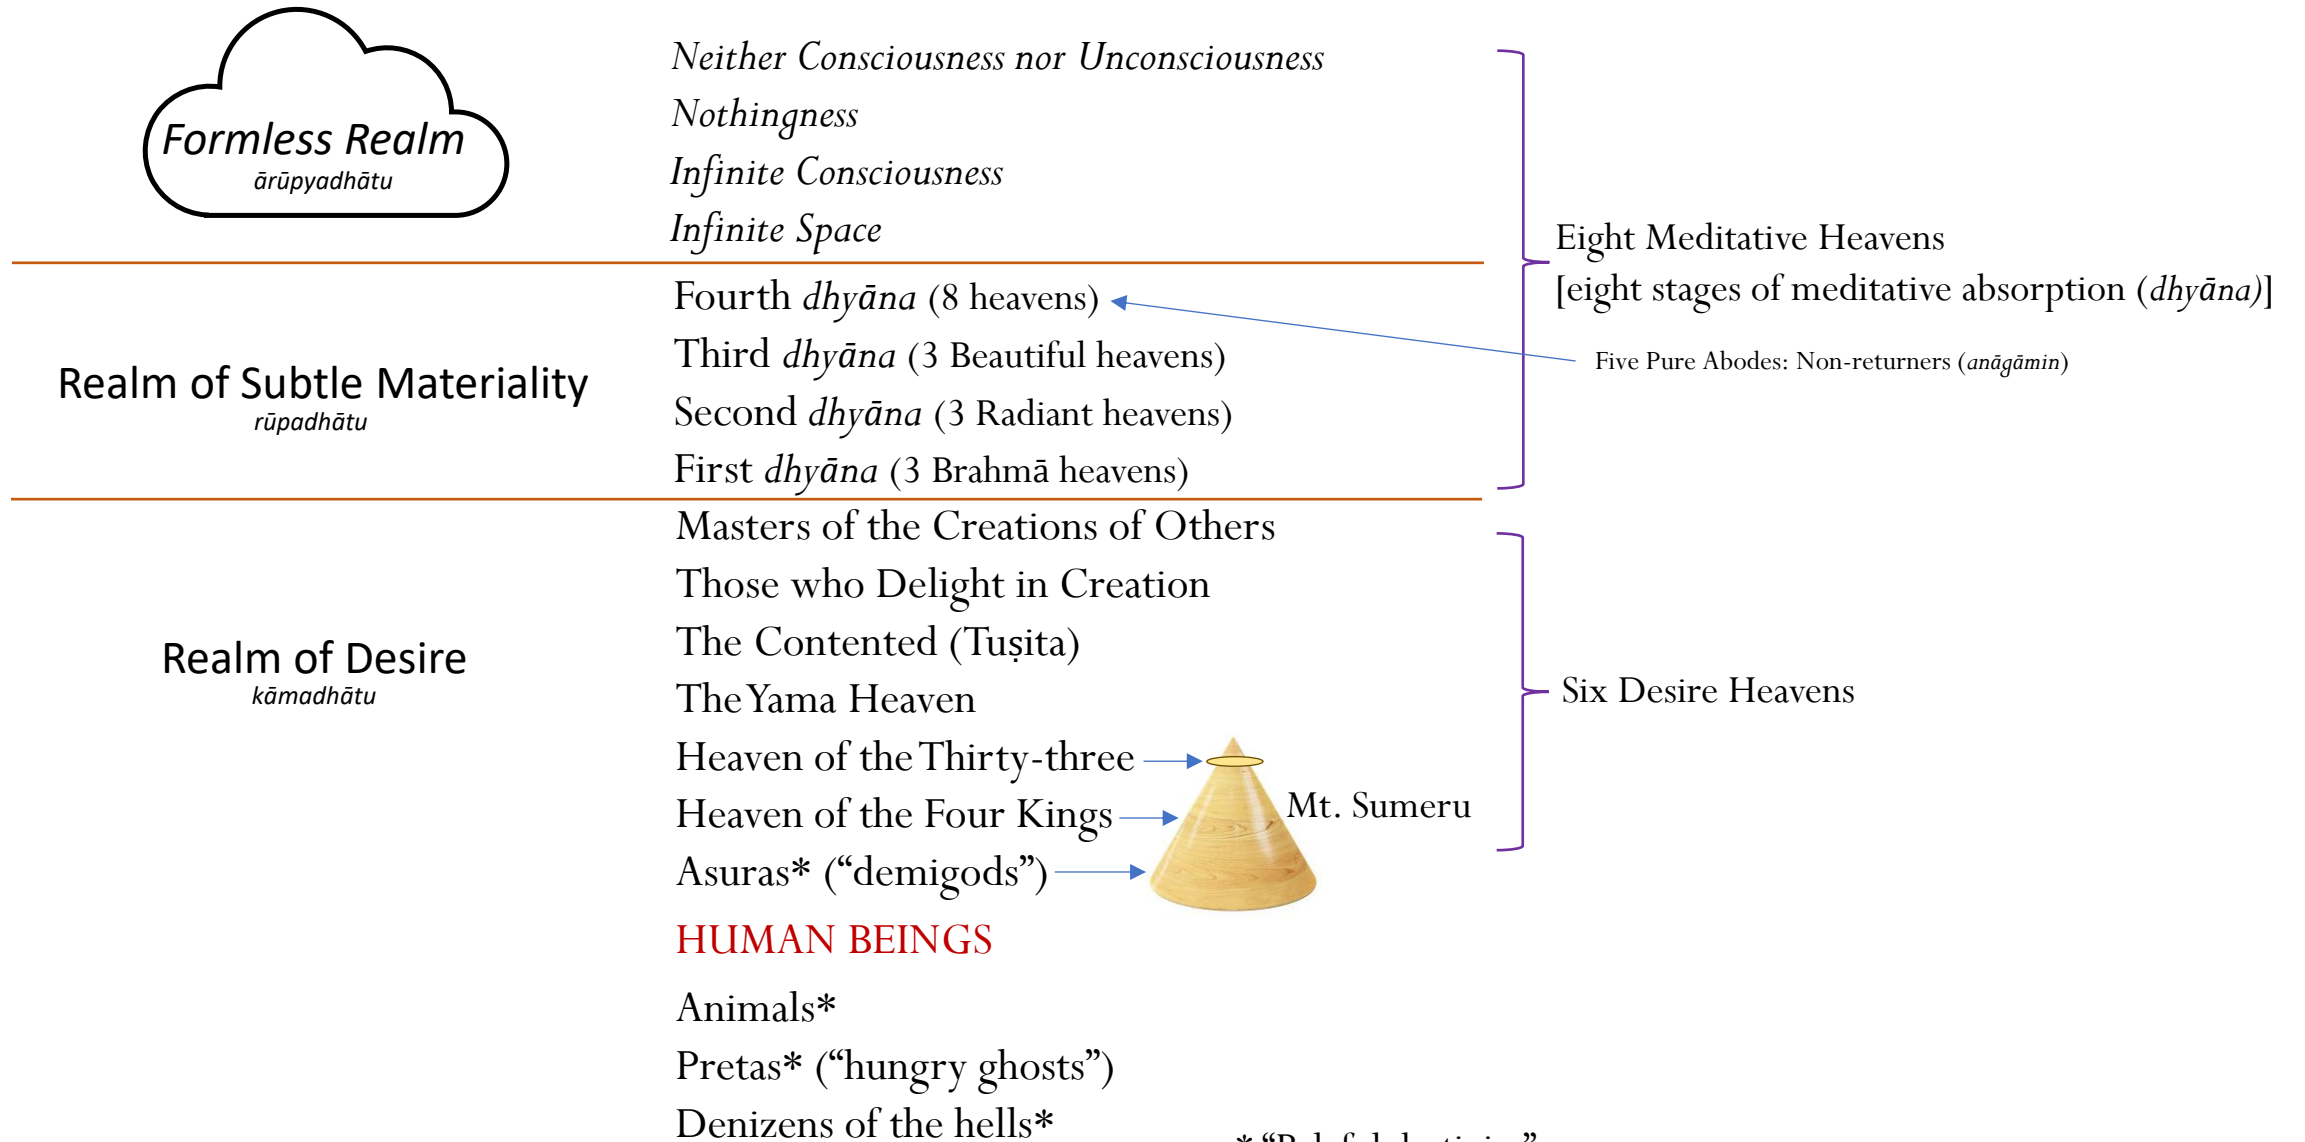 Formless Realm
ārūpyadhātu
Neither Consciousness nor Unconsciousness
Nothingness
Infinite Consciousness
Infinite Space
Eight Meditative Heavens
[eight stages of meditative absorption (dhyāna)]
Realm of Subtle Materiality
rūpadhātu
Fourth dhyāna (8 heavens)
Third dhyāna (3 Beautiful heavens)
Second dhyāna (3 Radiant heavens)
First dhyāna (3 Brahmā heavens)
Five Pure Abodes: Non-returners (anāgāmin)
Realm of Desire
kāmadhātu
Masters of the Creations of Others
Those who Delight in Creation
The Contented (Tuṣita)
The Yama Heaven
Heaven of the Thirty-three
Heaven of the Four Kings
Asuras* (“demigods”)
Mt. Sumeru
Six Desire Heavens
HUMAN BEINGS
Animals*
Pretas* (“hungry ghosts”)
Denizens of the hells*